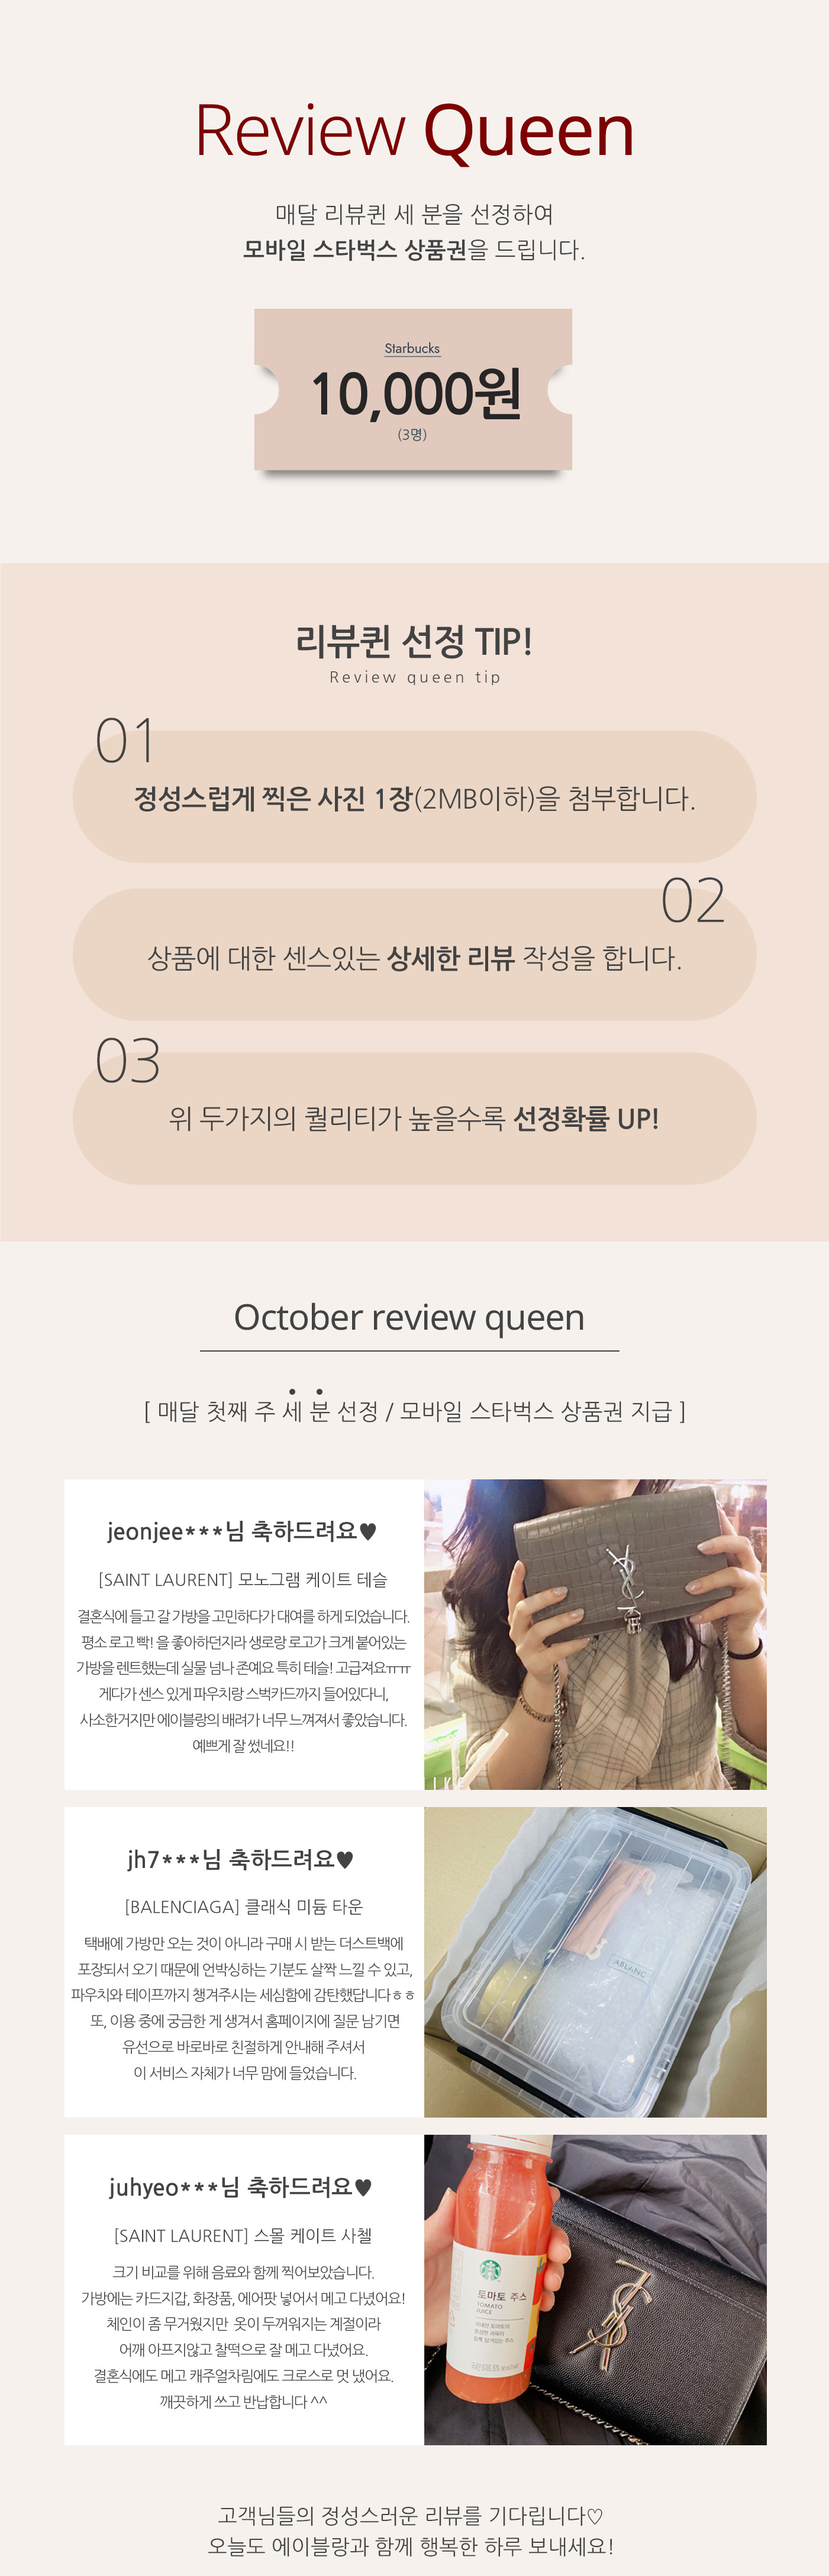 Review Queen
매달 리뷰퀸 세 분을 선정하여
모바일 스타벅스 상품권을 드립니다.
Starbucks
10,000원
(3명)
리뷰퀸 선정 TIP!
Review queen tip
01
정성스럽게 찍은 사진 1장(2MB이하)을 첨부합니다.
02
상품에 대한 센스있는 상세한 리뷰 작성을 합니다.
03
위 두가지의 퀄리티가 높을수록 선정확률 UP!
October review queen
[ 매달 첫째 주 세 분 선정 / 모바일 스타벅스 상품권 지급 ]
jeonjee***님 축하드려요♥
[SAINT LAURENT] 모노그램 케이트 테슬
결혼식에 들고 갈 가방을 고민하다가 대여를 하게 되었습니다.
평소 로고 빡! 을 좋아하던지라 생로랑 로고가 크게 붙어있는
가방을 렌트했는데 실물 넘나 존예요 특히 테슬! 고급져요ㅠㅠ
게다가 센스 있게 파우치랑 스벅카드까지 들어있다니,
사소한거지만 에이블랑의 배려가 너무 느껴져서 좋았습니다.
예쁘게 잘 썼네요!!
jh7***님 축하드려요♥
[BALENCIAGA] 클래식 미듐 타운
택배에 가방만 오는 것이 아니라 구매 시 받는 더스트백에
포장되서 오기 때문에 언박싱하는 기분도 살짝 느낄 수 있고,
파우치와 테이프까지 챙겨주시는 세심함에 감탄했답니다ㅎㅎ
또, 이용 중에 궁금한 게 생겨서 홈페이지에 질문 남기면
유선으로 바로바로 친절하게 안내해 주셔서
이 서비스 자체가 너무 맘에 들었습니다.
ABLANC
juhyeo***님 축하드려요♥
[SAINT LAURENT] 스몰 케이트 사첼
크기 비교를 위해 음료와 함께 찍어보았습니다.
가방에는 카드지갑, 화장품, 에어팟 넣어서 메고 다녔어요!
체인이 좀 무거웠지만 옷이 두꺼워지는 계절이라
어깨 아프지않고 찰떡으로 잘 메고 다녔어요.
결혼식에도 메고 캐주얼차림에도 크로스로 멋 냈어요.
깨끗하게 쓰고 반납합니다 ^^
토마토 주스
TOMATO
JUICE
고객님들의 정성스러운 리뷰를 기다립니다♡
오늘도 에이블랑과 함께 행복한 하루 보내세요!